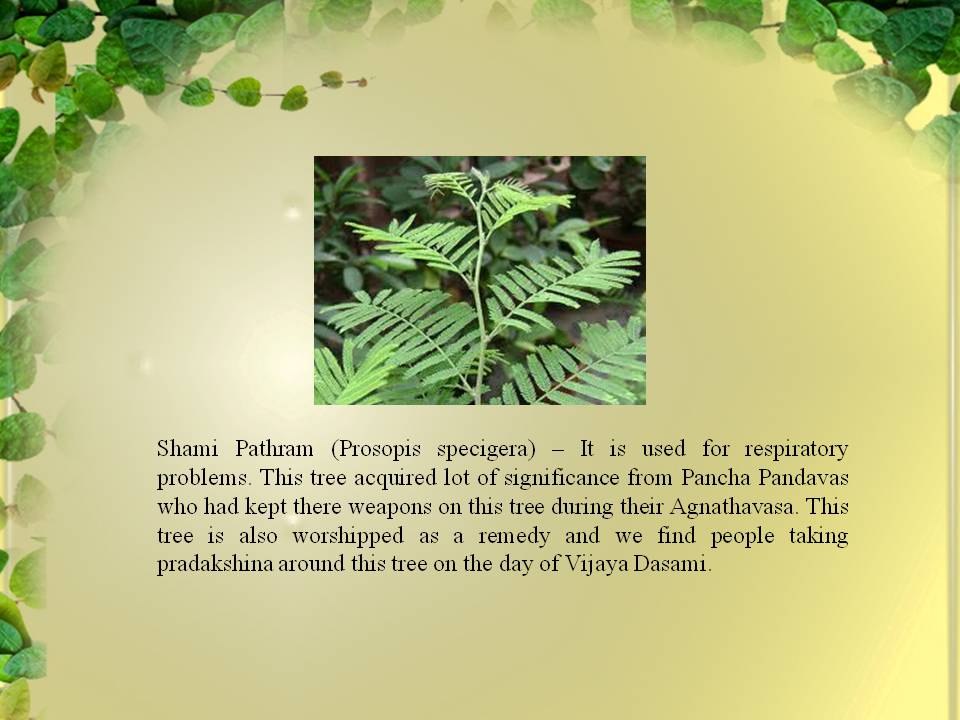 Shami Pathram (Prosopis specigera) – It is used for respiratory
problems. This tree acquired lot of significance from Pancha Pandavas
who had kept there weapons on this tree during their Agnathavasa. This
tree is also worshipped as a remedy and we find people taking
pradakshina around this tree on the day of Vijaya Dasami.